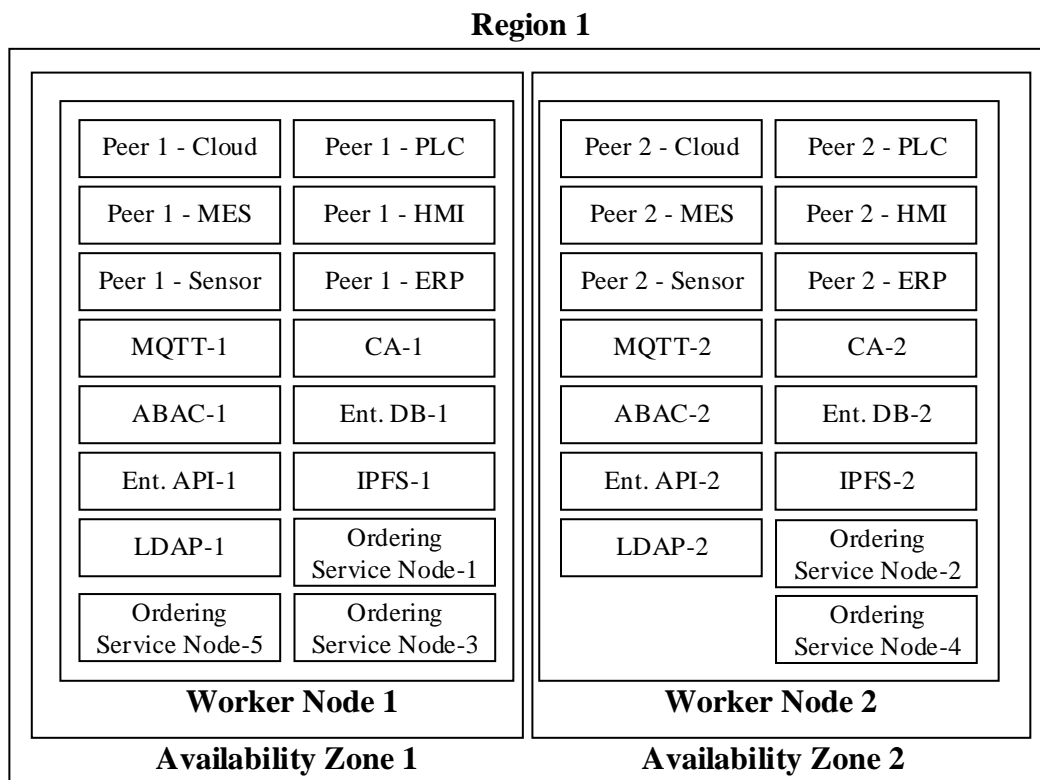 Region 1
Peer 1 - Cloud
Peer 1 - PLC
Peer 1 - MES
Peer 1 - HMI
Peer 1 - Sensor
Peer 1 - ERP
MQTT-1
CA-1
ABAC-1
Ent. DB-1
Ent. API-1
IPFS-1
LDAP-1
Ordering
Service Node-1
Ordering
Service Node-5
Ordering
Service Node-3
Worker Node 1
Availability Zone 1
Peer 2 - Cloud
Peer 2 - PLC
Peer 2 - MES
Peer 2 - HMI
Peer 2 - Sensor
Peer 2 - ERP
MQTT-2
CA-2
ABAC-2
Ent. DB-2
Ent. API-2
IPFS-2
LDAP-2
Ordering
Service Node-2
Ordering
Service Node-4
Worker Node 2
Availability Zone 2